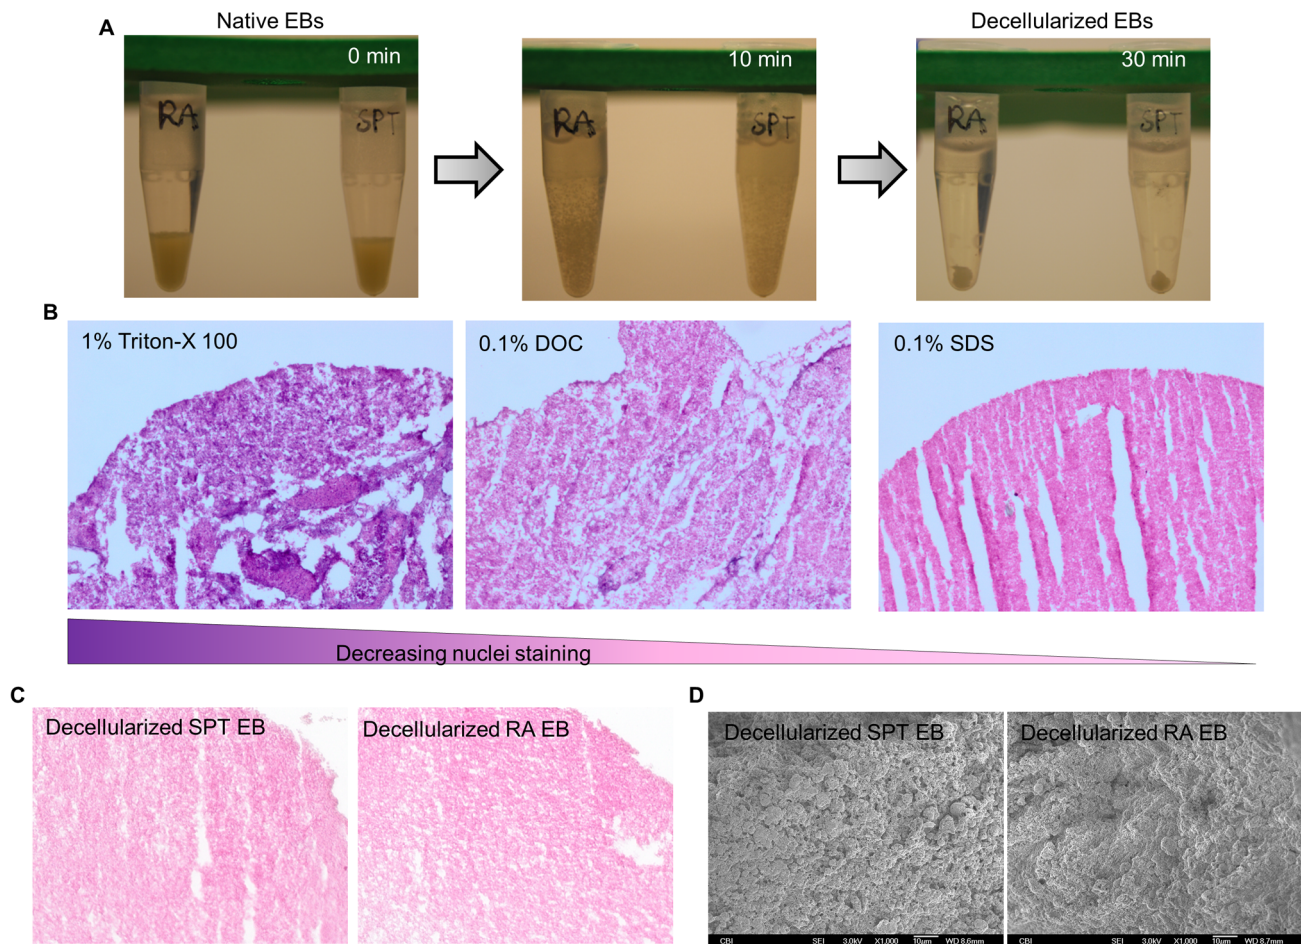 A
Native EBs
Decellularized EBs
0 min
10 min
30 min
RA
SPT
RA
SPT
RA
SPT
B
1% Triton-X 100
0.1% DOC
0.1% SDS
Decreasing nuclei staining
C
Decellularized SPT EB
Decellularized RA EB
D
Decellularized SPT EB
Decellularized RA EB
CBI SEI 3.0kV X1,000 10µm WD 8.6mm
CBI SEI 3.0kV X1,000 10µm WD 8.7mm